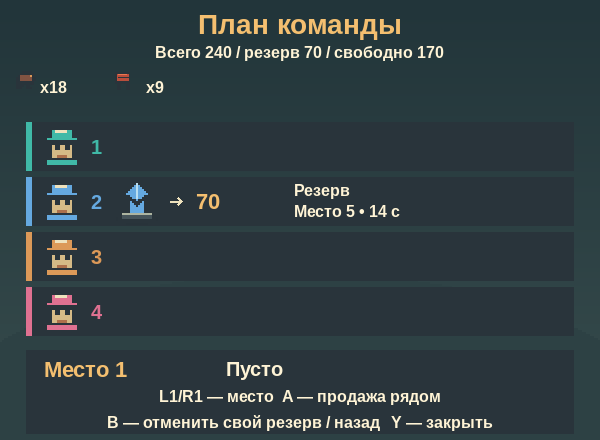 План команды
Всего 240 / резерв 70 / свободно 170
x18 x9
1
2 → 70 Резерв
Место 5 • 14 с
3
4
Место 1 Пусто
L1/R1 — место A — продажа рядом
B — отменить свой резерв / назад Y — закрыть